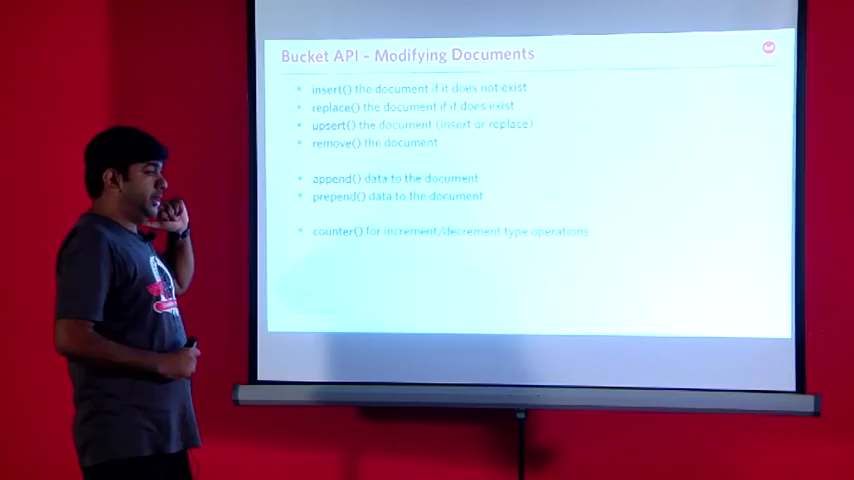 Bucket API – Modifying Documents
insert() the document if it does not exist
replace() the document if it does exist
upsert() the document (insert or replace)
remove() the document
append() data to the document
prepend() data to the document
counter() for increment/decrement type operations